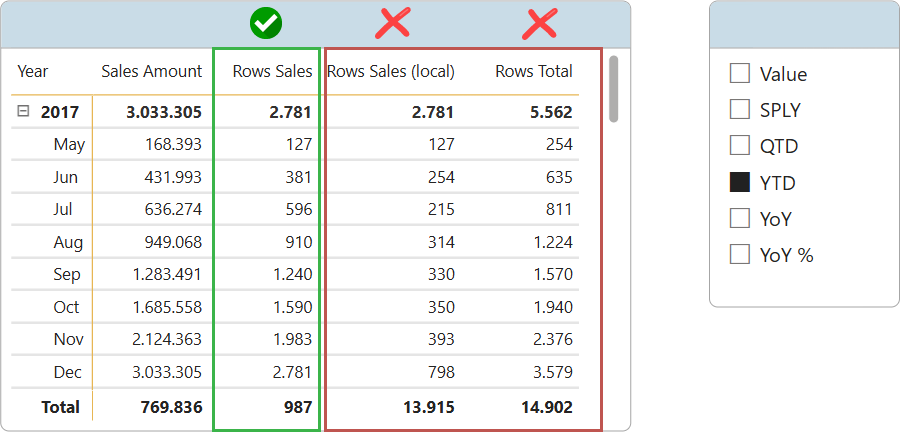 Year Sales Amount Rows Sales Rows Sales (local) Rows Total
2017 3.033.305 2.781 2.781 5.562
May 168.393 127 127 254
Jun 431.993 381 254 635
Jul 636.274 596 215 811
Aug 949.068 910 314 1.224
Sep 1.283.491 1.240 330 1.570
Oct 1.685.558 1.590 350 1.940
Nov 2.124.363 1.983 393 2.376
Dec 3.033.305 2.781 798 3.579
Total 769.836 987 13.915 14.902
Value
SPLY
QTD
YTD
YoY
YoY %